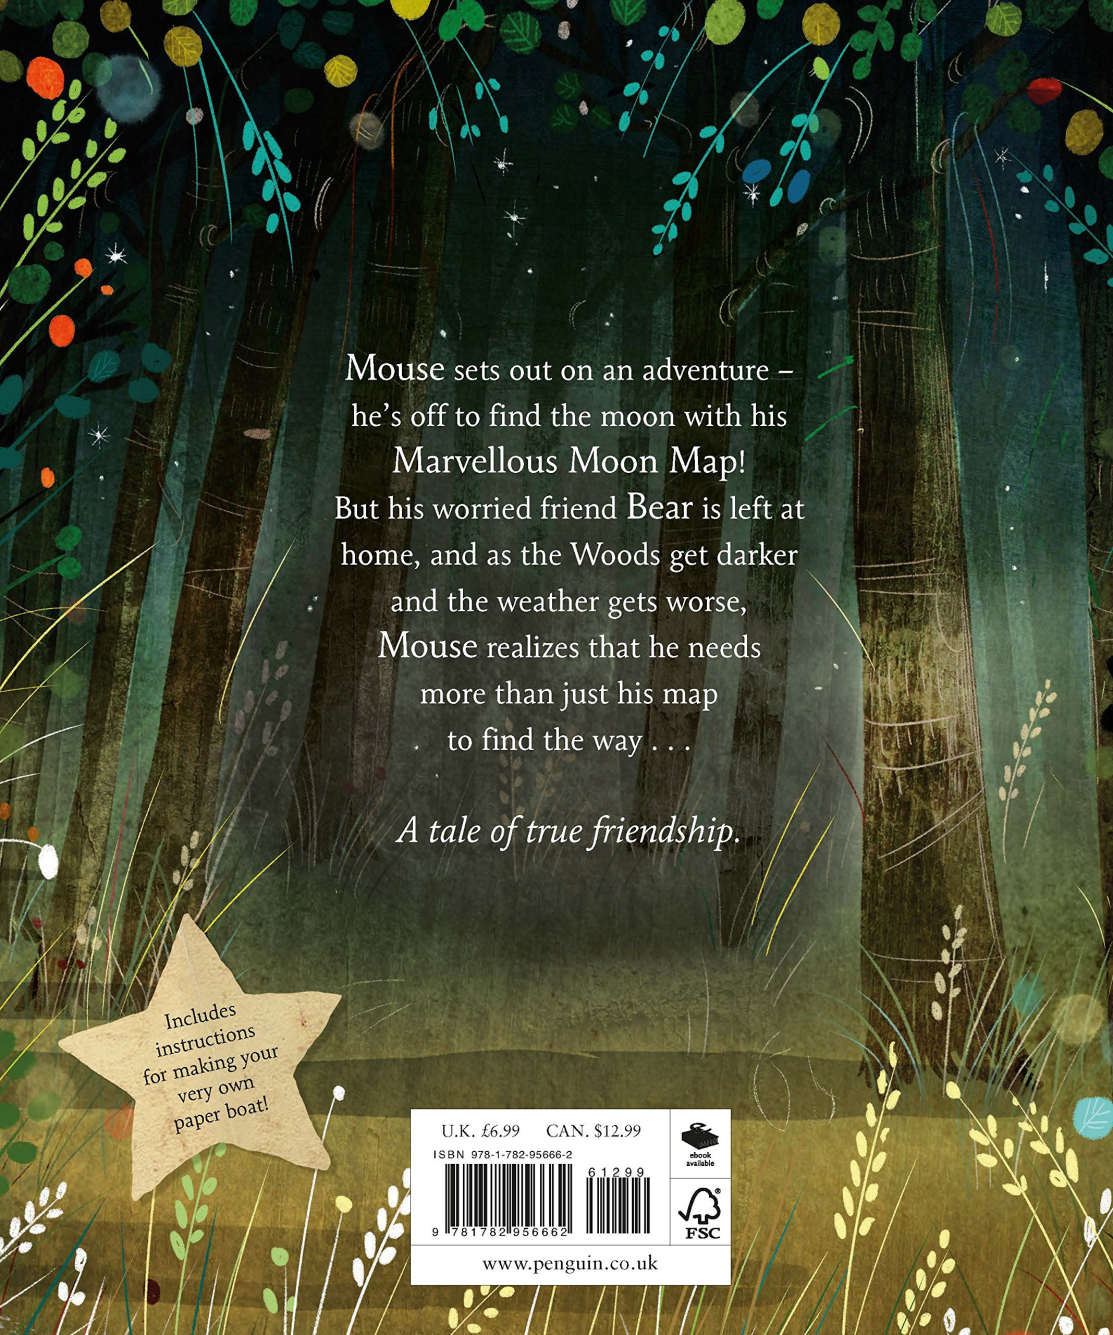 Mouse sets out on an adventure –
he's off to find the moon with his
Marvellous Moon Map!
But his worried friend Bear is left at
home, and as the Woods get darker
and the weather gets worse,
Mouse realizes that he needs
more than just his map
to find the way . . .
A tale of true friendship.
Includes
instructions
for making your
very own
paper boat!
U.K. £6.99 CAN. $12.99
ISBN 978-1-782-95666-2
61299
9 781782 956662
ebook
available
FSC
www.penguin.co.uk